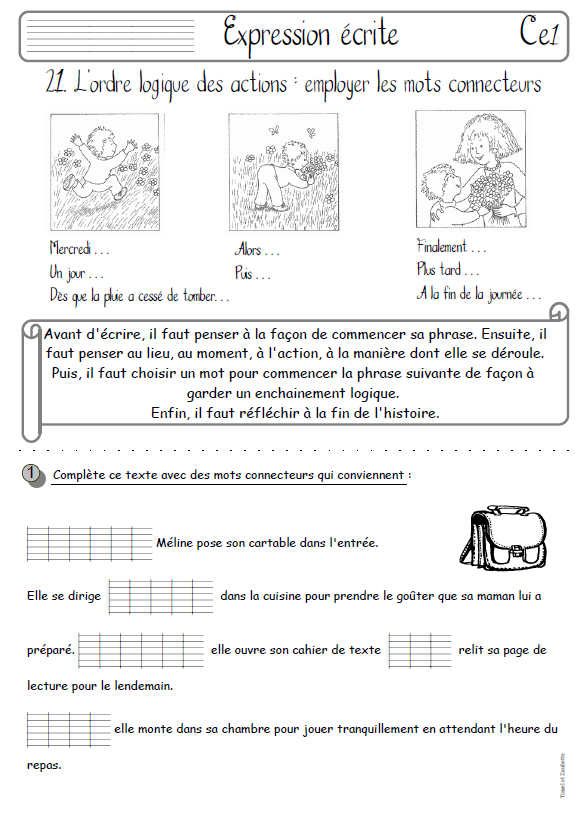 Expression écrite Ce1
21. L'ordre logique des actions : employer les mots connecteurs
Mercredi . . .
Un jour . . .
Dès que la pluie a cessé de tomber. . .
Alors . . .
Puis . . .
Finalement . . .
Plus tard . . .
A la fin de la journée . . .
Avant d'écrire, il faut penser à la façon de commencer sa phrase. Ensuite, il
faut penser au lieu, au moment, à l'action, à la manière dont elle se déroule.
Puis, il faut choisir un mot pour commencer la phrase suivante de façon à
garder un enchainement logique.
Enfin, il faut réfléchir à la fin de l'histoire.
1 Complète ce texte avec des mots connecteurs qui conviennent :
Méline pose son cartable dans l'entrée.
Elle se dirige dans la cuisine pour prendre le goûter que sa maman lui a
préparé. elle ouvre son cahier de texte relit sa page de
lecture pour le lendemain.
elle monte dans sa chambre pour jouer tranquillement en attendant l'heure du
repas.
Timol et Zaubette